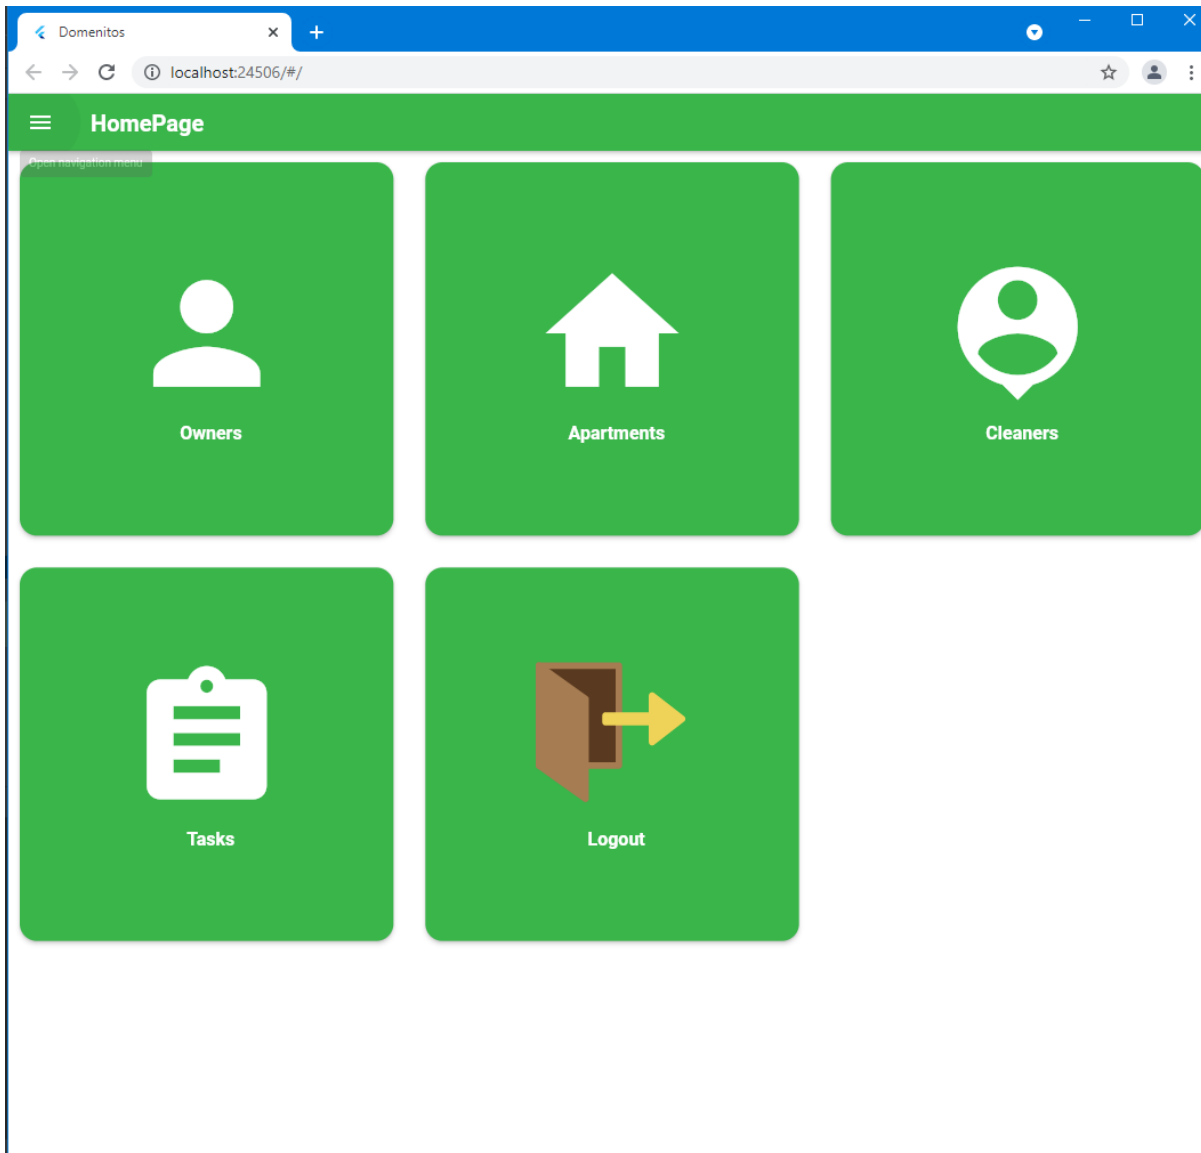 Domenitos
localhost:24506/#/
HomePage
Open navigation menu
Owners
Apartments
Cleaners
Tasks
Logout